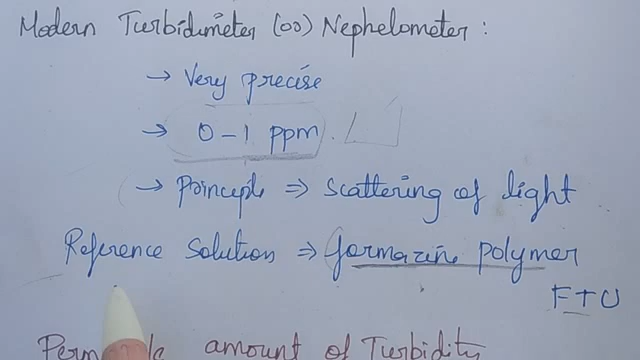 Modern Turbidimeter (or) Nephelometer :
→ Very precise
→ 0-1 ppm.
→ Principle ⇒ Scattering of light
Reference Solution ⇒ formazine polymer
FTU
amount of Turbidity